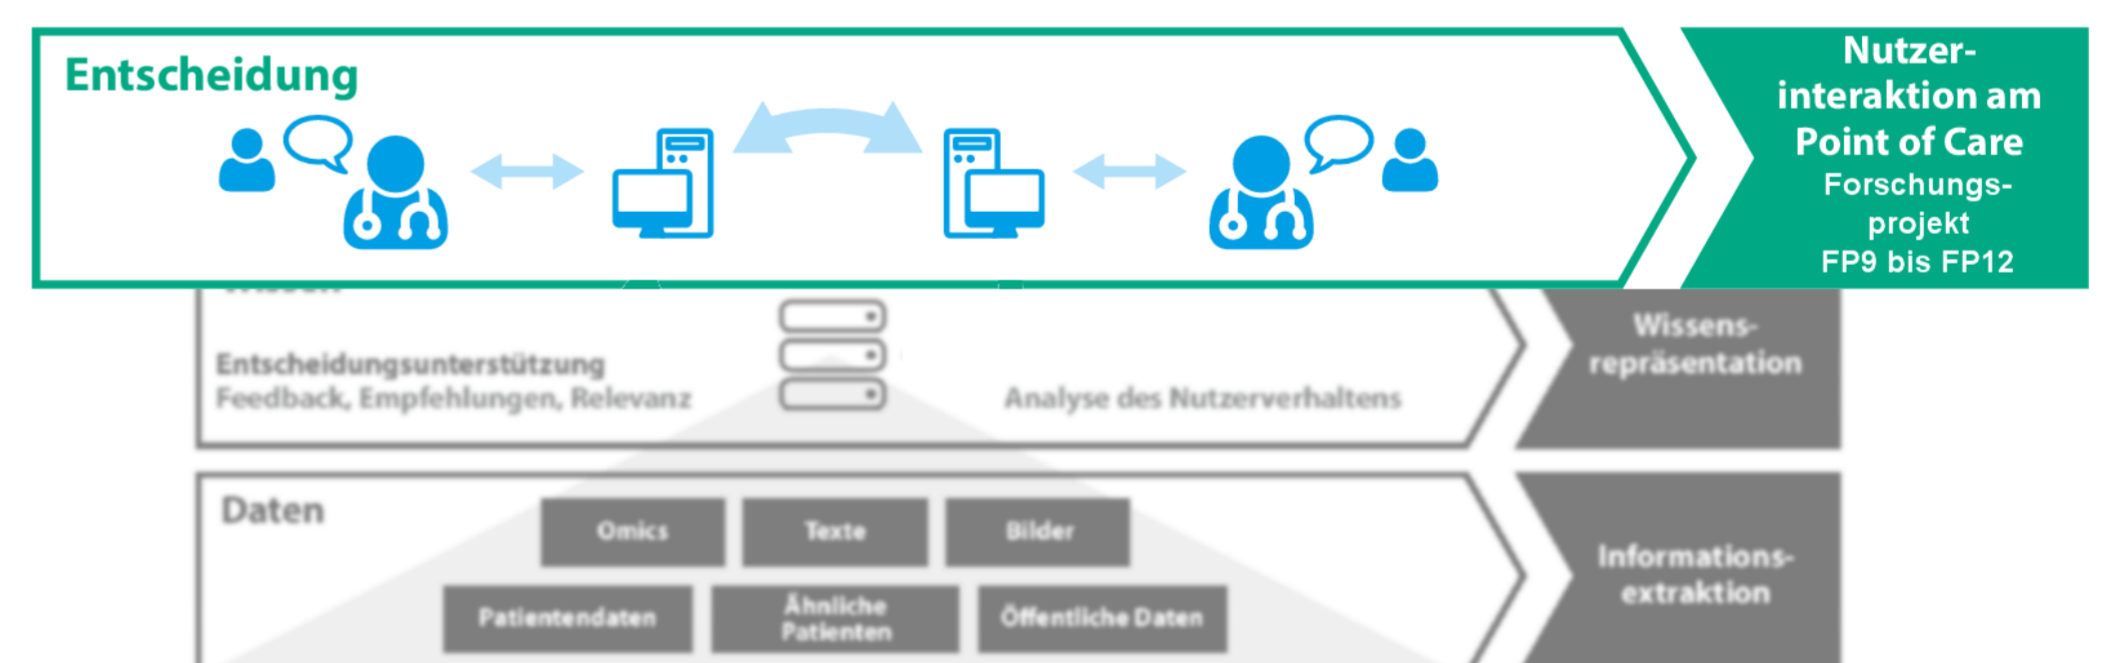 Entscheidung
Nutzer-
interaktion am
Point of Care
Forschungs-
projekt
FP9 bis FP12
Entscheidungsunterstützung
Feedback, Empfehlungen, Relevanz
Analyse des Nutzerverhaltens
Wissens-
repräsentation
Daten
Omics
Texte
Bilder
Patientendaten
Ähnliche
Patienten
Öffentliche Daten
Informations-
extraktion